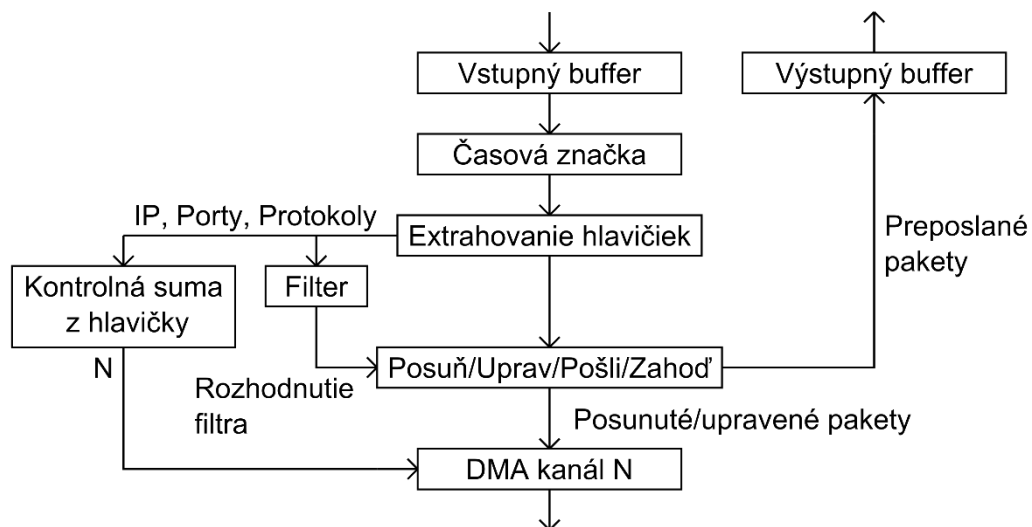 Vstupný buffer
Výstupný buffer
Časová značka
IP, Porty, Protokoly
Extrahovanie hlavičiek
Preposlané
pakety
Kontrolná suma
z hlavičky
Filter
N
Rozhodnutie
filtra
Posuň/Uprav/Pošli/Zahoď
Posunuté/upravené pakety
DMA kanál N